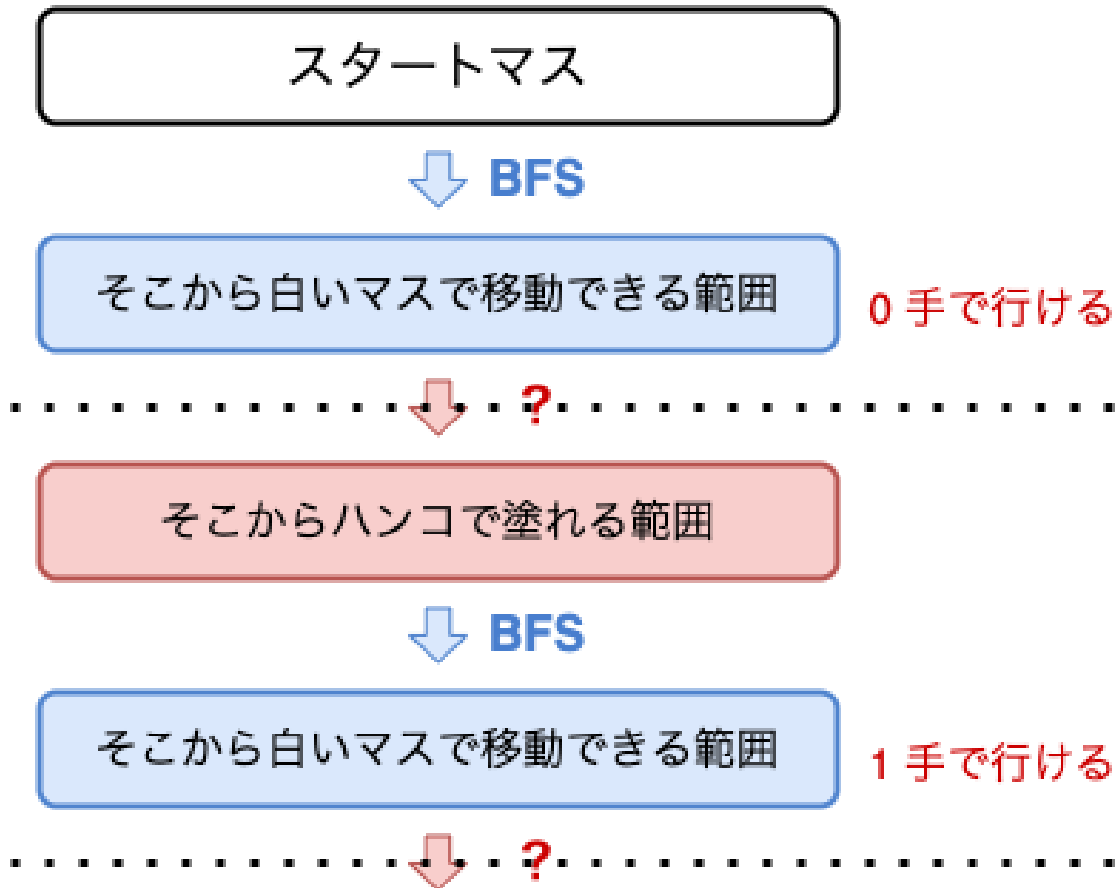 スタートマス
BFS
そこから白いマスで移動できる範囲
0 手で行ける
?
そこからハンコで塗れる範囲
BFS
そこから白いマスで移動できる範囲
1 手で行ける
?